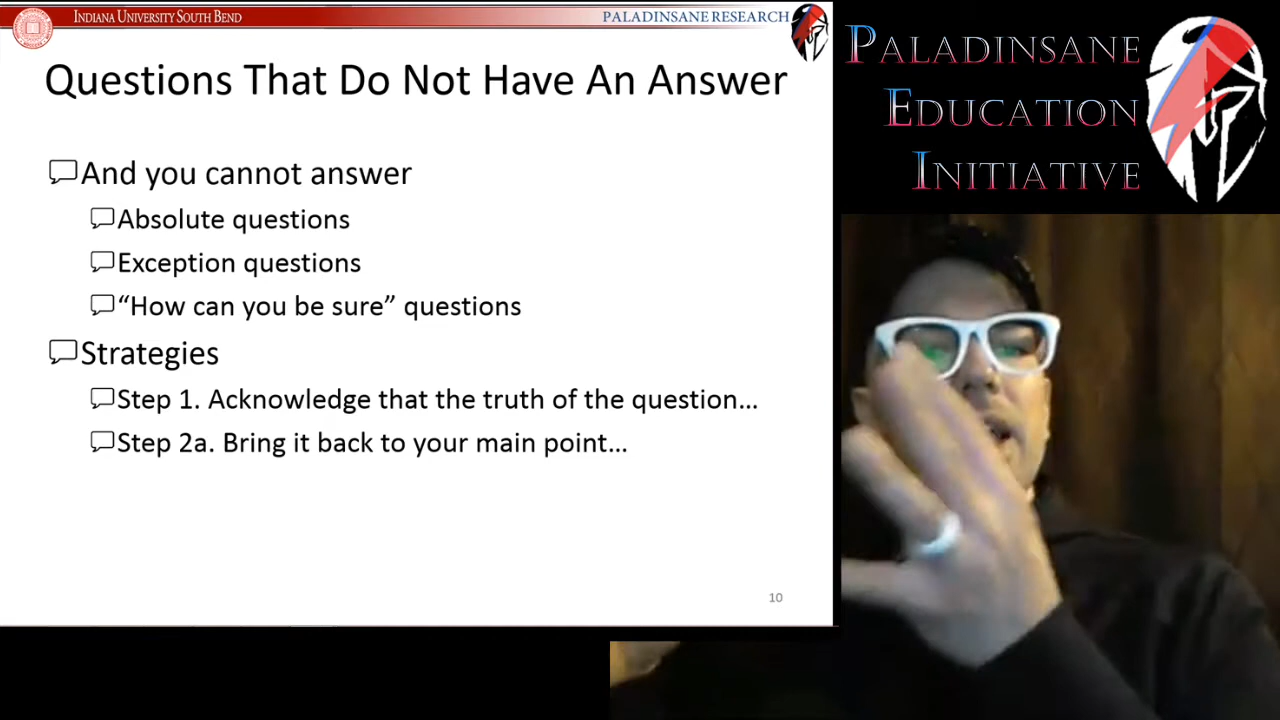 INDIANA UNIVERSITY SOUTH BEND
PALADINSANE RESEARCH
Questions That Do Not Have An Answer
And you cannot answer
Absolute questions
Exception questions
“How can you be sure” questions
Strategies
Step 1. Acknowledge that the truth of the question…
Step 2a. Bring it back to your main point…
10
PALADINSANE
EDUCATION
INITIATIVE